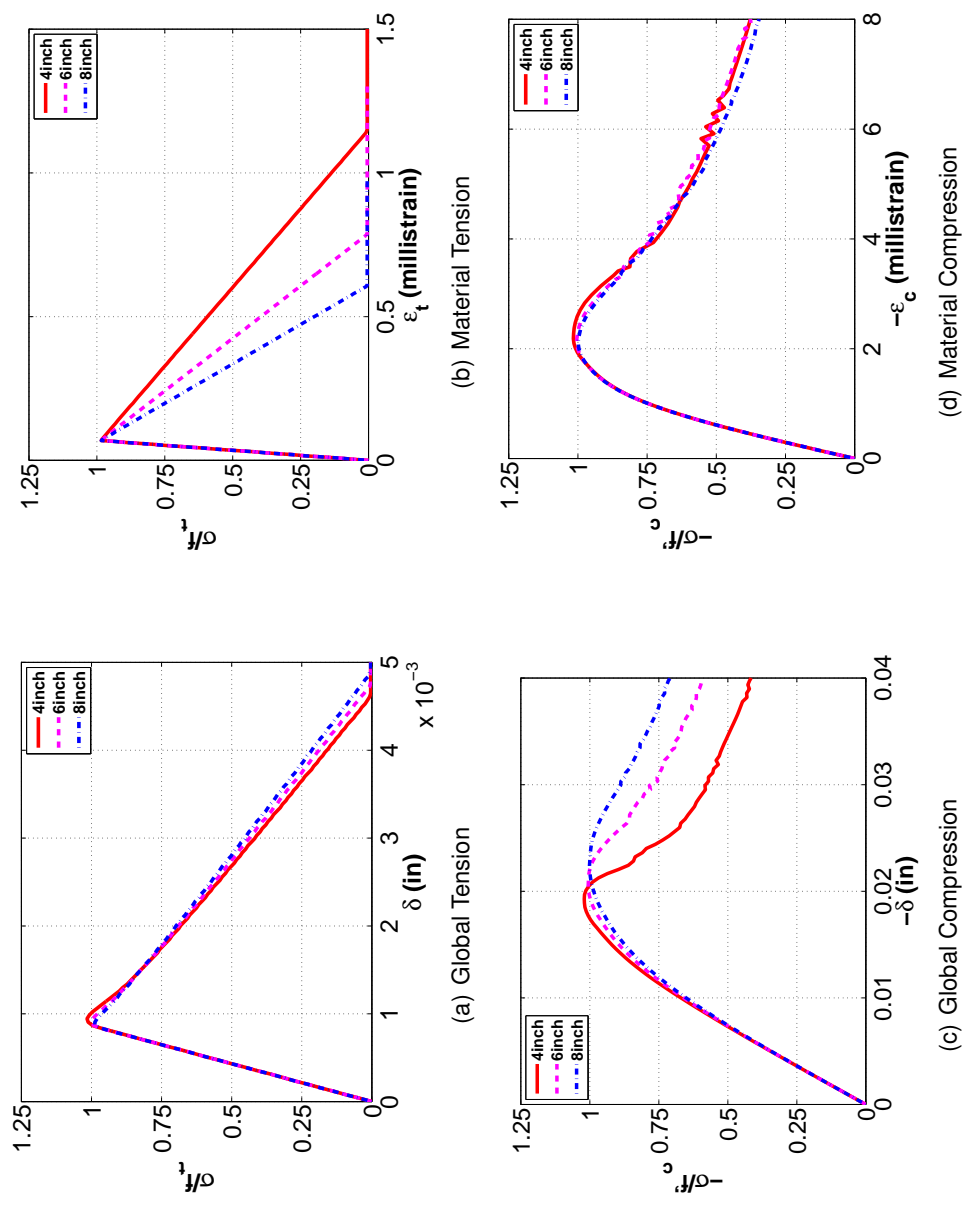 1.25
1
0.75
0.5
0.25
0
σ/f_t
4inch
6inch
8inch
0 1 2 3 4 5
x 10⁻³
δ (in)
(a) Global Tension
1.25
1
0.75
0.5
0.25
0
σ/f_t
4inch
6inch
8inch
0 0.5 1 1.5
ε_t (millistrain)
(b) Material Tension
1.25
1
0.75
0.5
0.25
0
−σ/f'_c
4inch
6inch
8inch
0 0.01 0.02 0.03 0.04
−δ (in)
(c) Global Compression
1.25
1
0.75
0.5
0.25
0
−σ/f'_c
4inch
6inch
8inch
0 2 4 6 8
−ε_c (millistrain)
(d) Material Compression